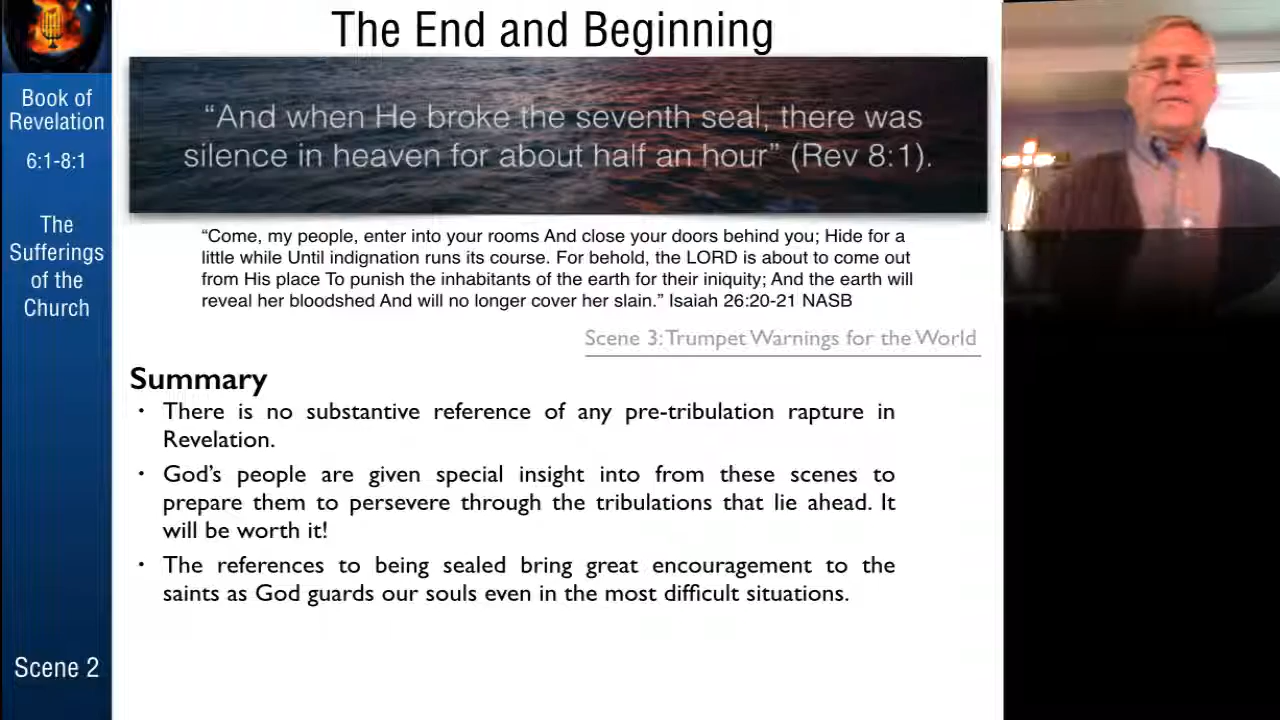 The End and Beginning
Book of
Revelation
6:1-8:1
The
Sufferings
of the
Church
Scene 2
“And when He broke the seventh seal, there was
silence in heaven for about half an hour” (Rev 8:1).
“Come, my people, enter into your rooms And close your doors behind you; Hide for a
little while Until indignation runs its course. For behold, the LORD is about to come out
from His place To punish the inhabitants of the earth for their iniquity; And the earth will
reveal her bloodshed And will no longer cover her slain.” Isaiah 26:20-21 NASB
Scene 3: Trumpet Warnings for the World
Summary
• There is no substantive reference of any pre-tribulation rapture in
Revelation.
• God’s people are given special insight into from these scenes to
prepare them to persevere through the tribulations that lie ahead. It
will be worth it!
• The references to being sealed bring great encouragement to the
saints as God guards our souls even in the most difficult situations.